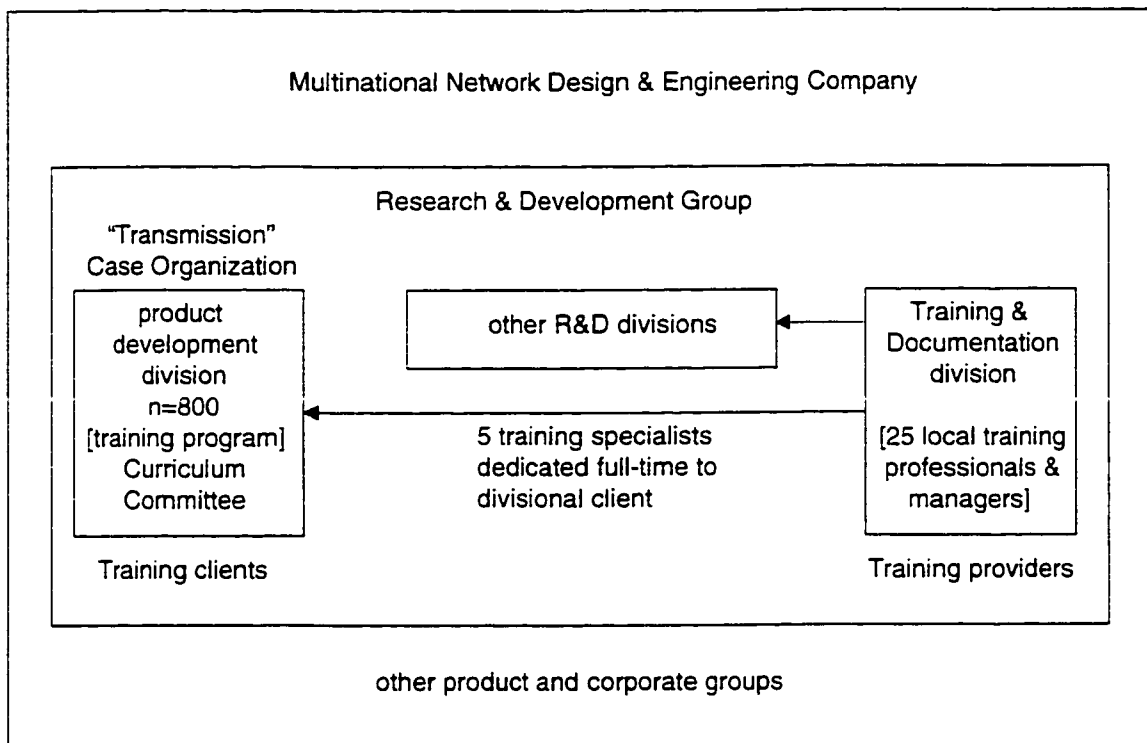 Multinational Network Design & Engineering Company
Research & Development Group
“Transmission”
Case Organization
product
development
division
n=800
[training program]
Curriculum
Committee
Training clients
other R&D divisions
5 training specialists
dedicated full-time to
divisional client
Training &
Documentation
division
[25 local training
professionals &
managers]
Training providers
other product and corporate groups